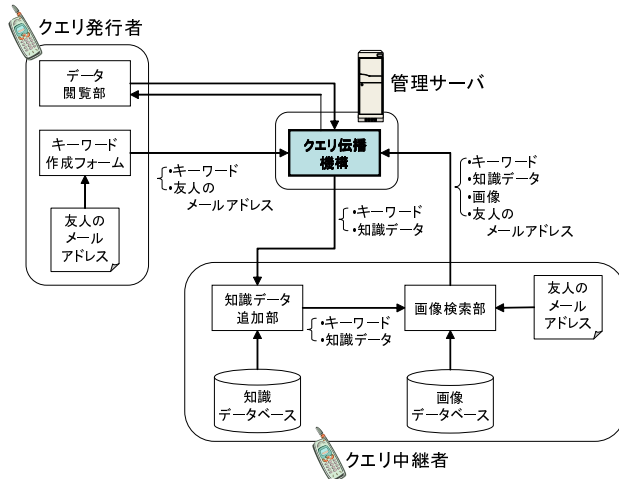 クエリ発行者
データ
閲覧部
キーワード
作成フォーム
友人の
メール
アドレス
管理サーバ
クエリ伝播
機構
・キーワード
・友人の
メールアドレス
・キーワード
・知識データ
・キーワード
・知識データ
・画像
・友人の
メールアドレス
知識データ
追加部
・キーワード
・知識データ
画像検索部
友人の
メール
アドレス
知識
データベース
画像
データベース
クエリ中継者